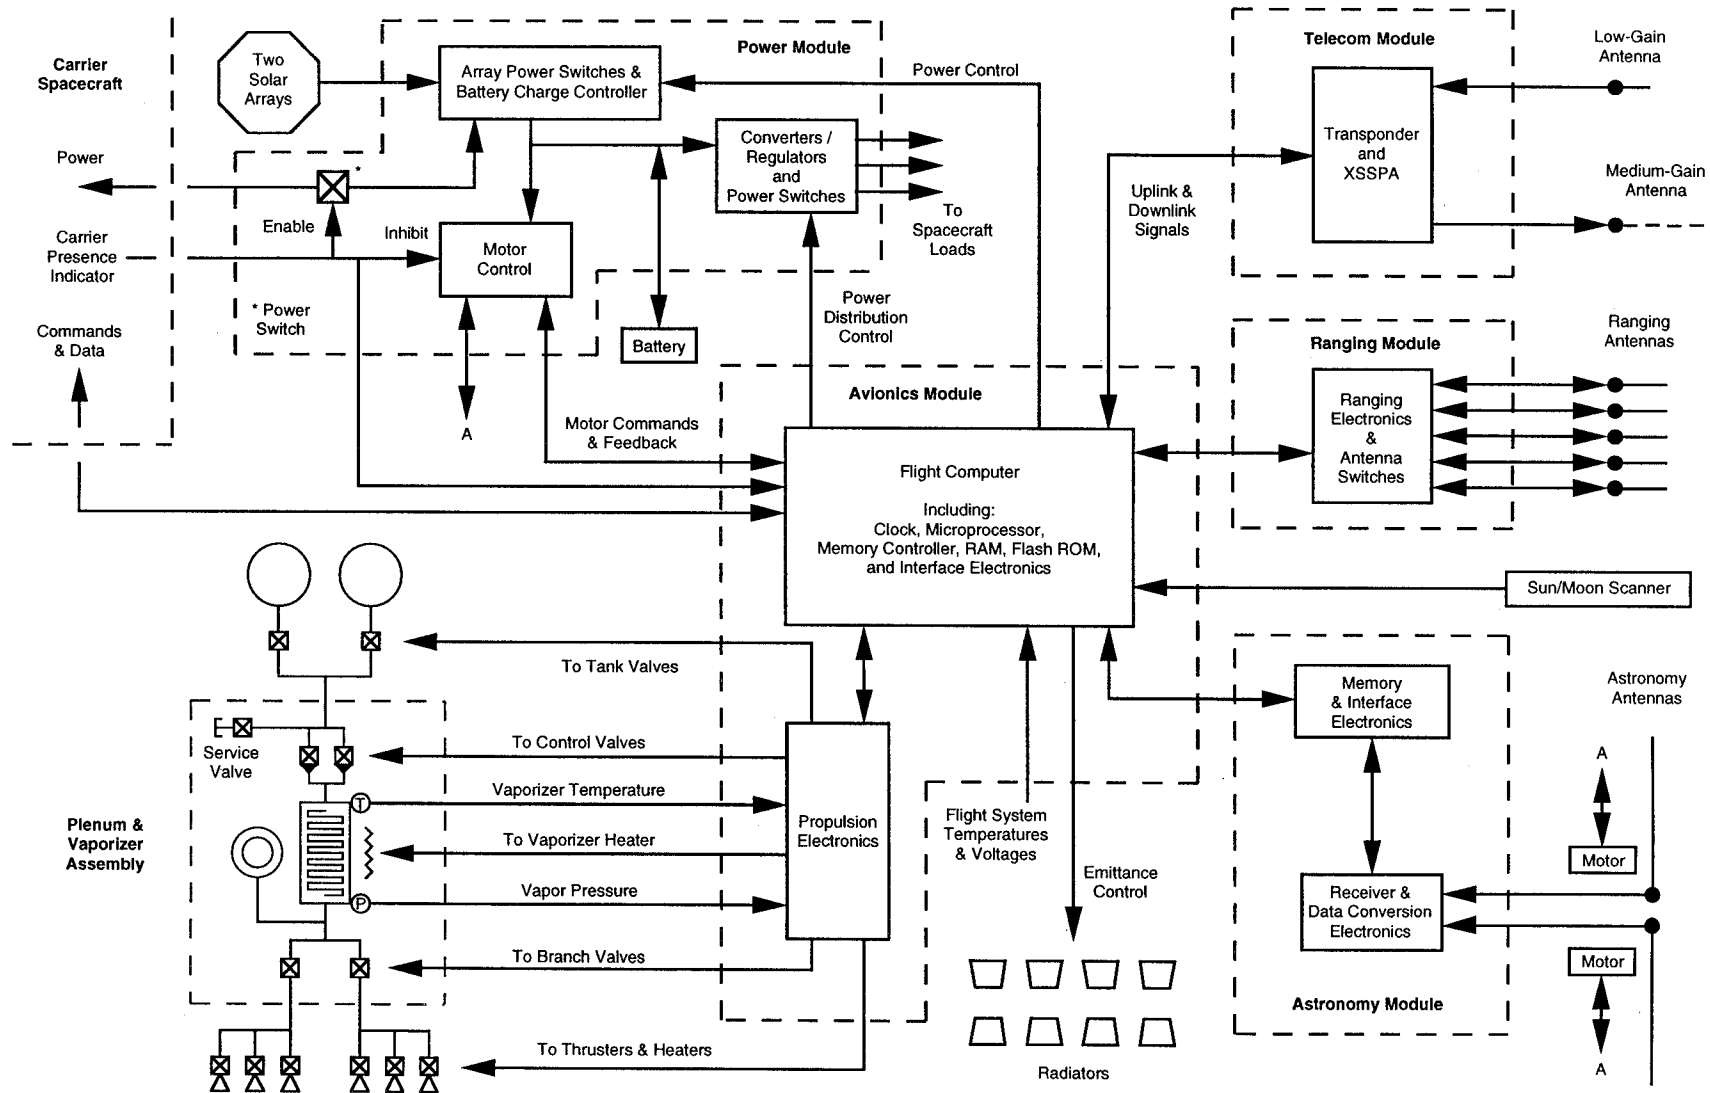 Carrier
Spacecraft
Power
Carrier
Presence
Indicator
Commands
& Data
Two
Solar
Arrays
Power Module
Array Power Switches &
Battery Charge Controller
Power Control
*
Enable
Inhibit
* Power
Switch
Motor
Control
Converters /
Regulators
and
Power Switches
To
Spacecraft
Loads
Battery
A
Power
Distribution
Control
Motor Commands
& Feedback
Telecom Module
Transponder
and
XSSPA
Low-Gain
Antenna
Medium-Gain
Antenna
Uplink &
Downlink
Signals
Ranging Module
Ranging
Electronics
&
Antenna
Switches
Ranging
Antennas
Avionics Module
Flight Computer
Including:
Clock, Microprocessor,
Memory Controller, RAM, Flash ROM,
and Interface Electronics
Sun/Moon Scanner
To Tank Valves
Service
Valve
To Control Valves
Vaporizer Temperature
T
To Vaporizer Heater
Vapor Pressure
P
To Branch Valves
To Thrusters & Heaters
Plenum &
Vaporizer
Assembly
Propulsion
Electronics
Flight System
Temperatures
& Voltages
Emittance
Control
Radiators
Memory
& Interface
Electronics
Receiver &
Data Conversion
Electronics
Astronomy Module
Astronomy
Antennas
A
Motor
Motor
A